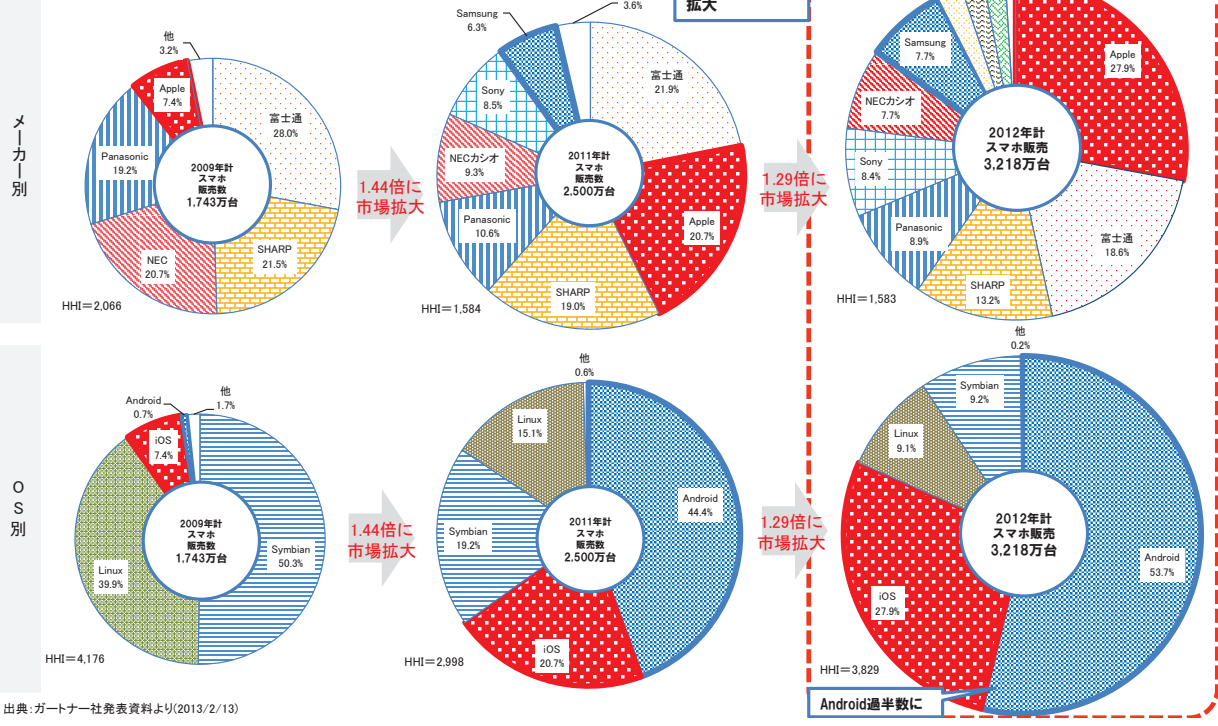 拡大
メーカー別
他
3.2%
Apple
7.4%
富士通
28.0%
Panasonic
19.2%
2009年計
スマホ
販売数
1,743万台
NEC
20.7%
SHARP
21.5%
HHI=2,066
1.44倍に
市場拡大
Samsung
6.3%
3.6%
富士通
21.9%
Sony
8.5%
NECカシオ
9.3%
2011年計
スマホ
販売数
2,500万台
Panasonic
10.6%
Apple
20.7%
SHARP
19.0%
HHI=1,584
1.29倍に
市場拡大
Samsung
7.7%
Apple
27.9%
NECカシオ
7.7%
2012年計
スマホ販売
3,218万台
Sony
8.4%
Panasonic
8.9%
富士通
18.6%
SHARP
13.2%
HHI=1,583
OS別
Android
0.7%
他
1.7%
iOS
7.4%
2009年計
スマホ
販売数
1,743万台
Symbian
50.3%
Linux
39.9%
HHI=4,176
1.44倍に
市場拡大
他
0.6%
Linux
15.1%
Android
44.4%
2011年計
スマホ
販売数
2,500万台
Symbian
19.2%
iOS
20.7%
HHI=2,998
1.29倍に
市場拡大
他
0.2%
Symbian
9.2%
Linux
9.1%
2012年計
スマホ販売
3,218万台
Android
53.7%
iOS
27.9%
HHI=3,829
Android過半数に
出典:ガートナー社発表資料より(2013/2/13)